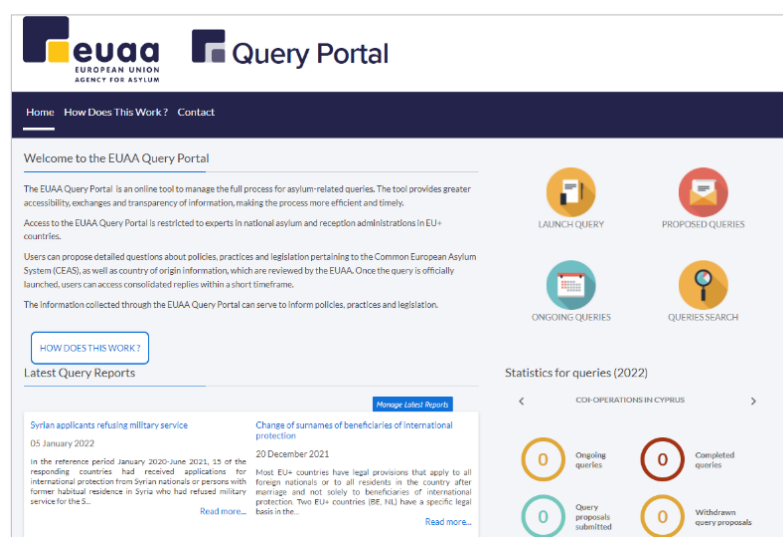 euaa
EUROPEAN UNION
AGENCY FOR ASYLUM
Query Portal
Home How Does This Work ? Contact
Welcome to the EUAA Query Portal
The EUAA Query Portal is an online tool to manage the full process for asylum-related queries. The tool provides greater
accessibility, exchanges and transparency of information, making the process more efficient and timely.
Access to the EUAA Query Portal is restricted to experts in national asylum and reception administrations in EU+
countries.
Users can propose detailed questions about policies, practices and legislation pertaining to the Common European Asylum
System (CEAS), as well as country of origin information, which are reviewed by the EUAA. Once the query is officially
launched, users can access consolidated replies within a short timeframe.
The information collected through the EUAA Query Portal can serve to inform policies, practices and legislation.
HOW DOES THIS WORK ?
LAUNCH QUERY
PROPOSED QUERIES
ONGOING QUERIES
QUERIES SEARCH
Latest Query Reports
Manage Latest Reports
Syrian applicants refusing military service
05 January 2022
In the reference period January 2020-June 2021, 15 of the
responding countries had received applications for
international protection from Syrian nationals or persons with
former habitual residence in Syria who had refused military
service for the S...
Read more...
Change of surnames of beneficiaries of international
protection
20 December 2021
Most EU+ countries have legal provisions that apply to all
foreign nationals or to all residents in the country after
marriage and not solely to beneficiaries of international
protection. Two EU+ countries (BE, NL) have a specific legal
basis in the...
Read more...
Statistics for queries (2022)
< COI-OPERATIONS IN CYPRUS >
0 Ongoing
queries
0 Completed
queries
0 Query
proposals
submitted
0 Withdrawn
query proposals